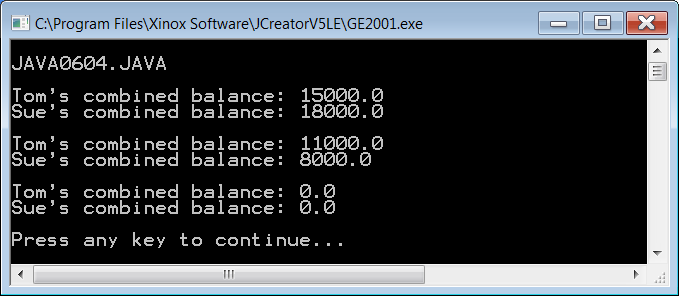 C:\Program Files\Xinox Software\JCreatorV5LE\GE2001.exe
JAVA0604.JAVA
Tom's combined balance: 15000.0
Sue's combined balance: 18000.0
Tom's combined balance: 11000.0
Sue's combined balance: 8000.0
Tom's combined balance: 0.0
Sue's combined balance: 0.0
Press any key to continue...